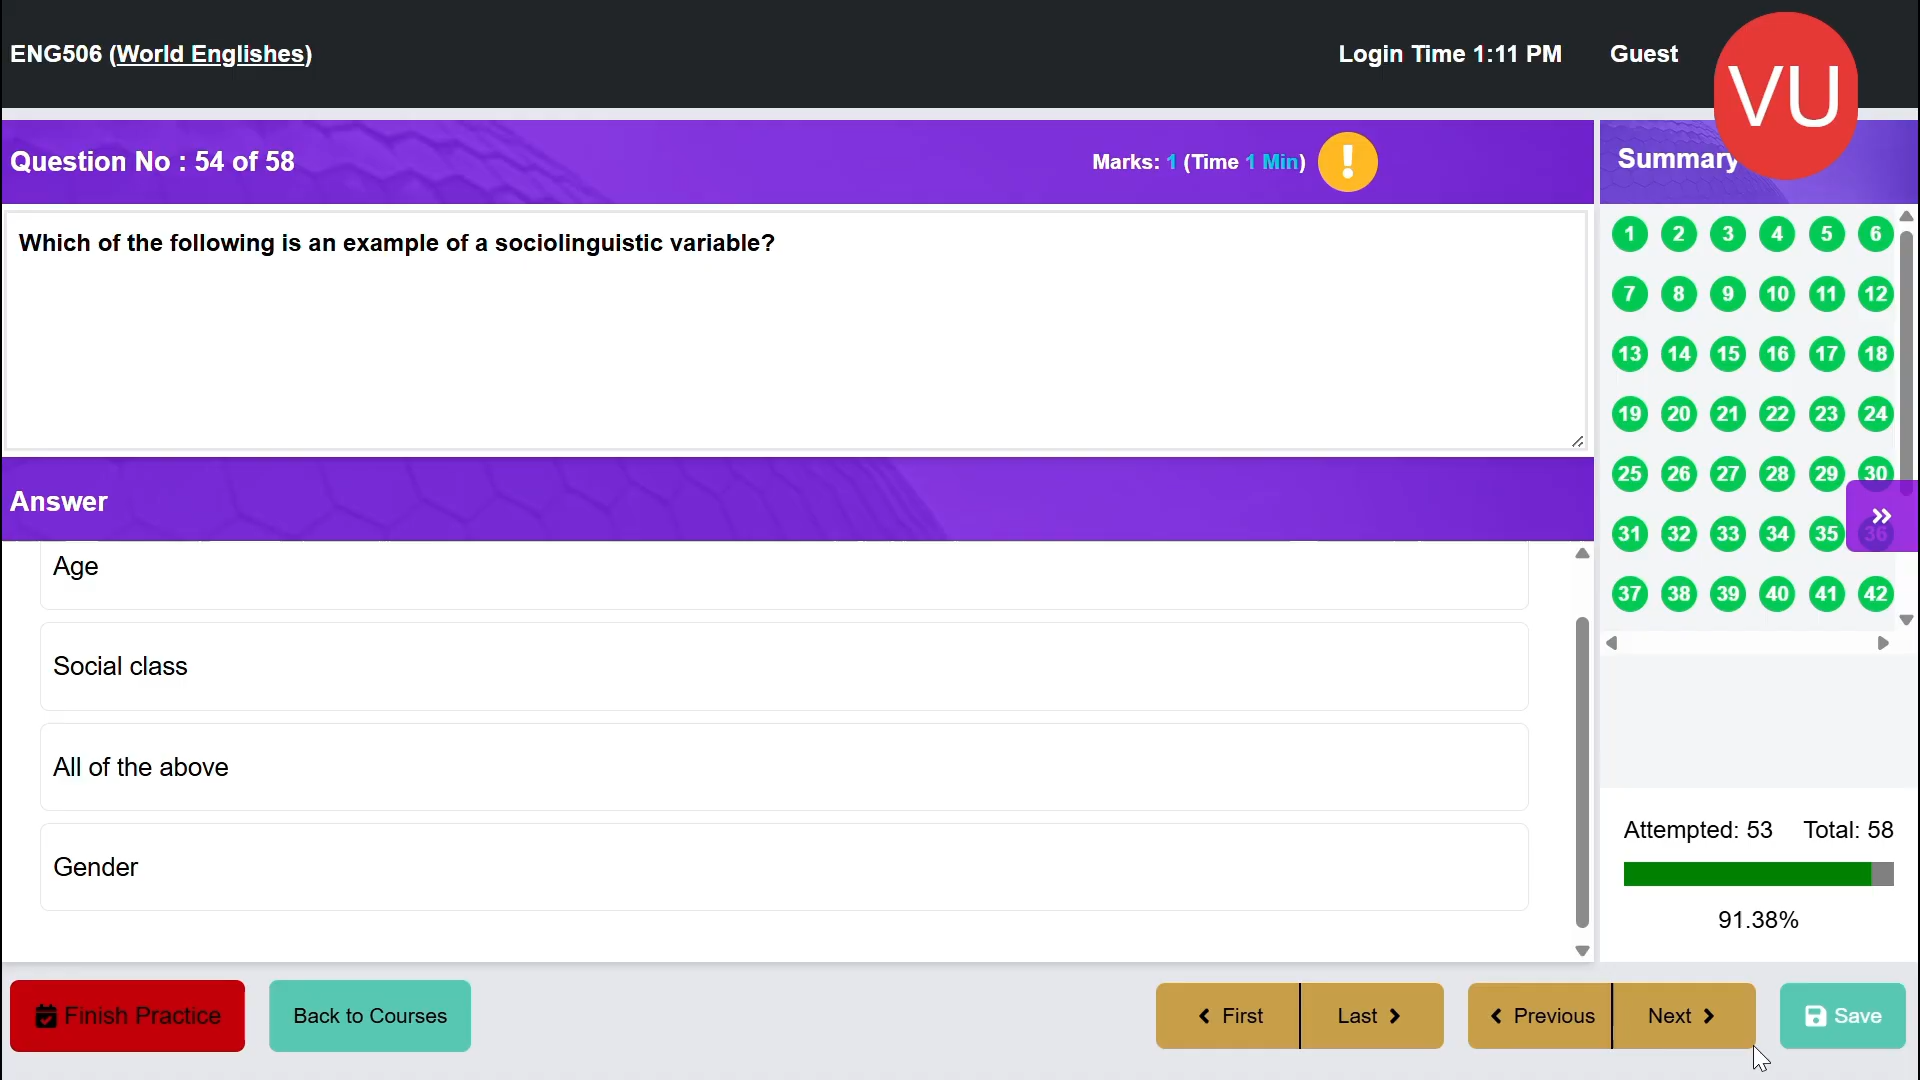 ENG506 (World Englishes)
Login Time 1:11 PM
Guest
VU
Question No : 54 of 58
Marks: 1 (Time 1 Min)
!
Summary
Which of the following is an example of a sociolinguistic variable?
1 2 3 4 5 6
7 8 9 10 11 12
13 14 15 16 17 18
19 20 21 22 23 24
25 26 27 28 29 30
31 32 33 34 35 36
37 38 39 40 41 42
Answer
Age
Social class
All of the above
Gender
Attempted: 53 Total: 58
91.38%
Finish Practice
Back to Courses
First
Last
Previous
Next
Save